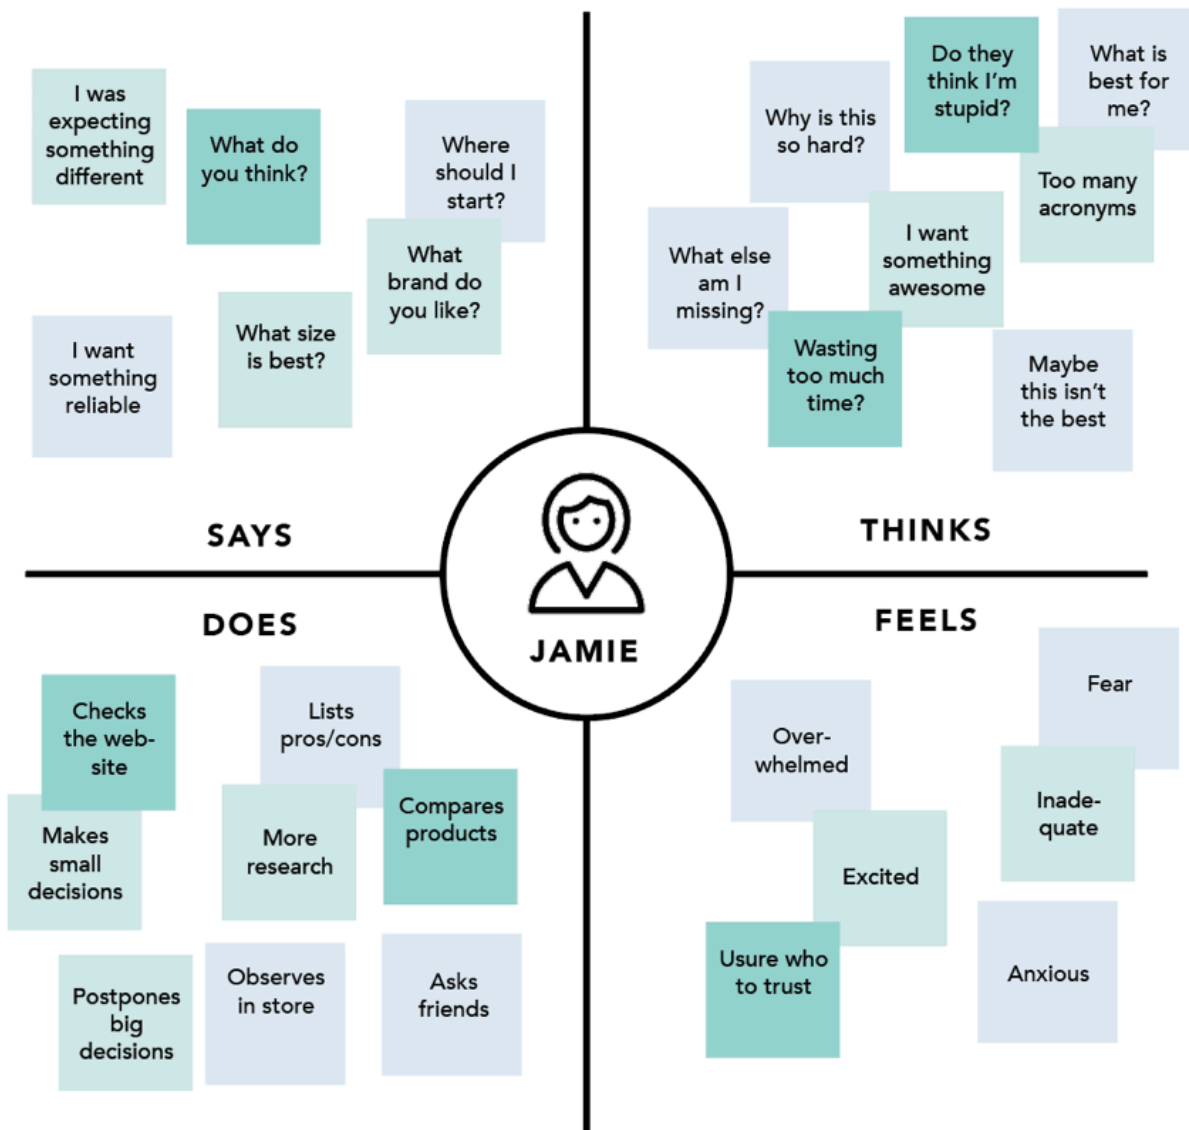 I was
expecting
something
different
What do
you think?
Where
should I
start?
What
brand do
you like?
What size
is best?
I want
something
reliable
SAYS
Do they
think I'm
stupid?
What is
best for
me?
Why is this
so hard?
Too many
acronyms
I want
something
awesome
What else
am I
missing?
Wasting
too much
time?
Maybe
this isn't
the best
THINKS
JAMIE
DOES
Checks
the web-
site
Lists
pros/cons
Compares
products
Makes
small
decisions
More
research
Postpones
big
decisions
Observes
in store
Asks
friends
FEELS
Fear
Over-
whelmed
Inade-
quate
Excited
Usure who
to trust
Anxious